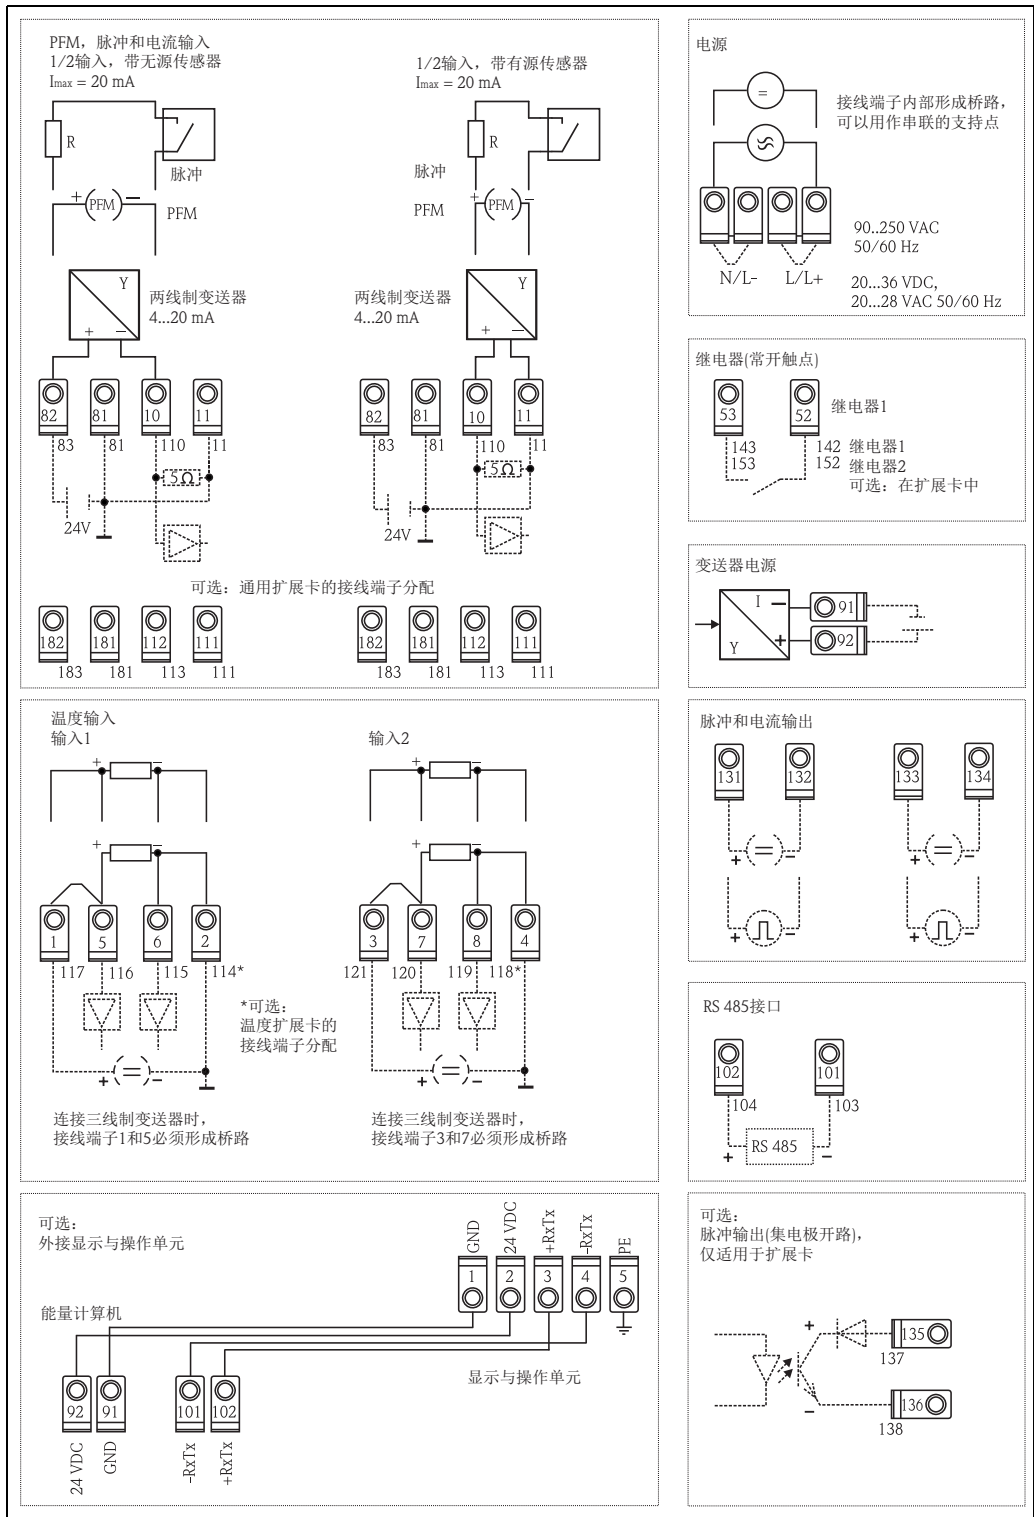 PFM，脉冲和电流输入
1/2输入，带无源传感器
Imax = 20 mA
R
脉冲
+ PFM −
PFM
Y
+ −
两线制变送器
4...20 mA
82 81 10 11
83 81 110 11
5Ω
24V
1/2输入，带有源传感器
Imax = 20 mA
R
脉冲
+ PFM −
PFM
Y
+ −
两线制变送器
4...20 mA
82 81 10 11
83 81 110 11
5Ω
24V
可选：通用扩展卡的接线端子分配
182 181 112 111
183 181 113 111
182 181 112 111
183 181 113 111
温度输入
输入1
+ −
+ −
1 5 6 2
117 116 115 114*
+ = −
连接三线制变送器时，
接线端子1和5必须形成桥路
*可选：
温度扩展卡的
接线端子分配
输入2
+ −
+ −
3 7 8 4
121 120 119 118*
+ = −
连接三线制变送器时，
接线端子3和7必须形成桥路
可选：
外接显示与操作单元
GND 24 VDC +RxTx -RxTx PE
1 2 3 4 5
能量计算机
显示与操作单元
92 91 101 102
24 VDC GND -RxTx +RxTx
电源
=
接线端子内部形成桥路，
可以用作串联的支持点
N/L- L/L+
90..250 VAC
50/60 Hz
20...36 VDC,
20...28 VAC 50/60 Hz
继电器(常开触点)
53 52 继电器1
143 142 继电器1
153 152 继电器2
可选：在扩展卡中
变送器电源
I − 91
Y + 92
脉冲和电流输出
131 132 133 134
+ = − + = −
+ − + −
RS 485接口
102 101
104 103
+ RS 485 −
可选：
脉冲输出(集电极开路)，
仅适用于扩展卡
+ 135
137
− 136
138